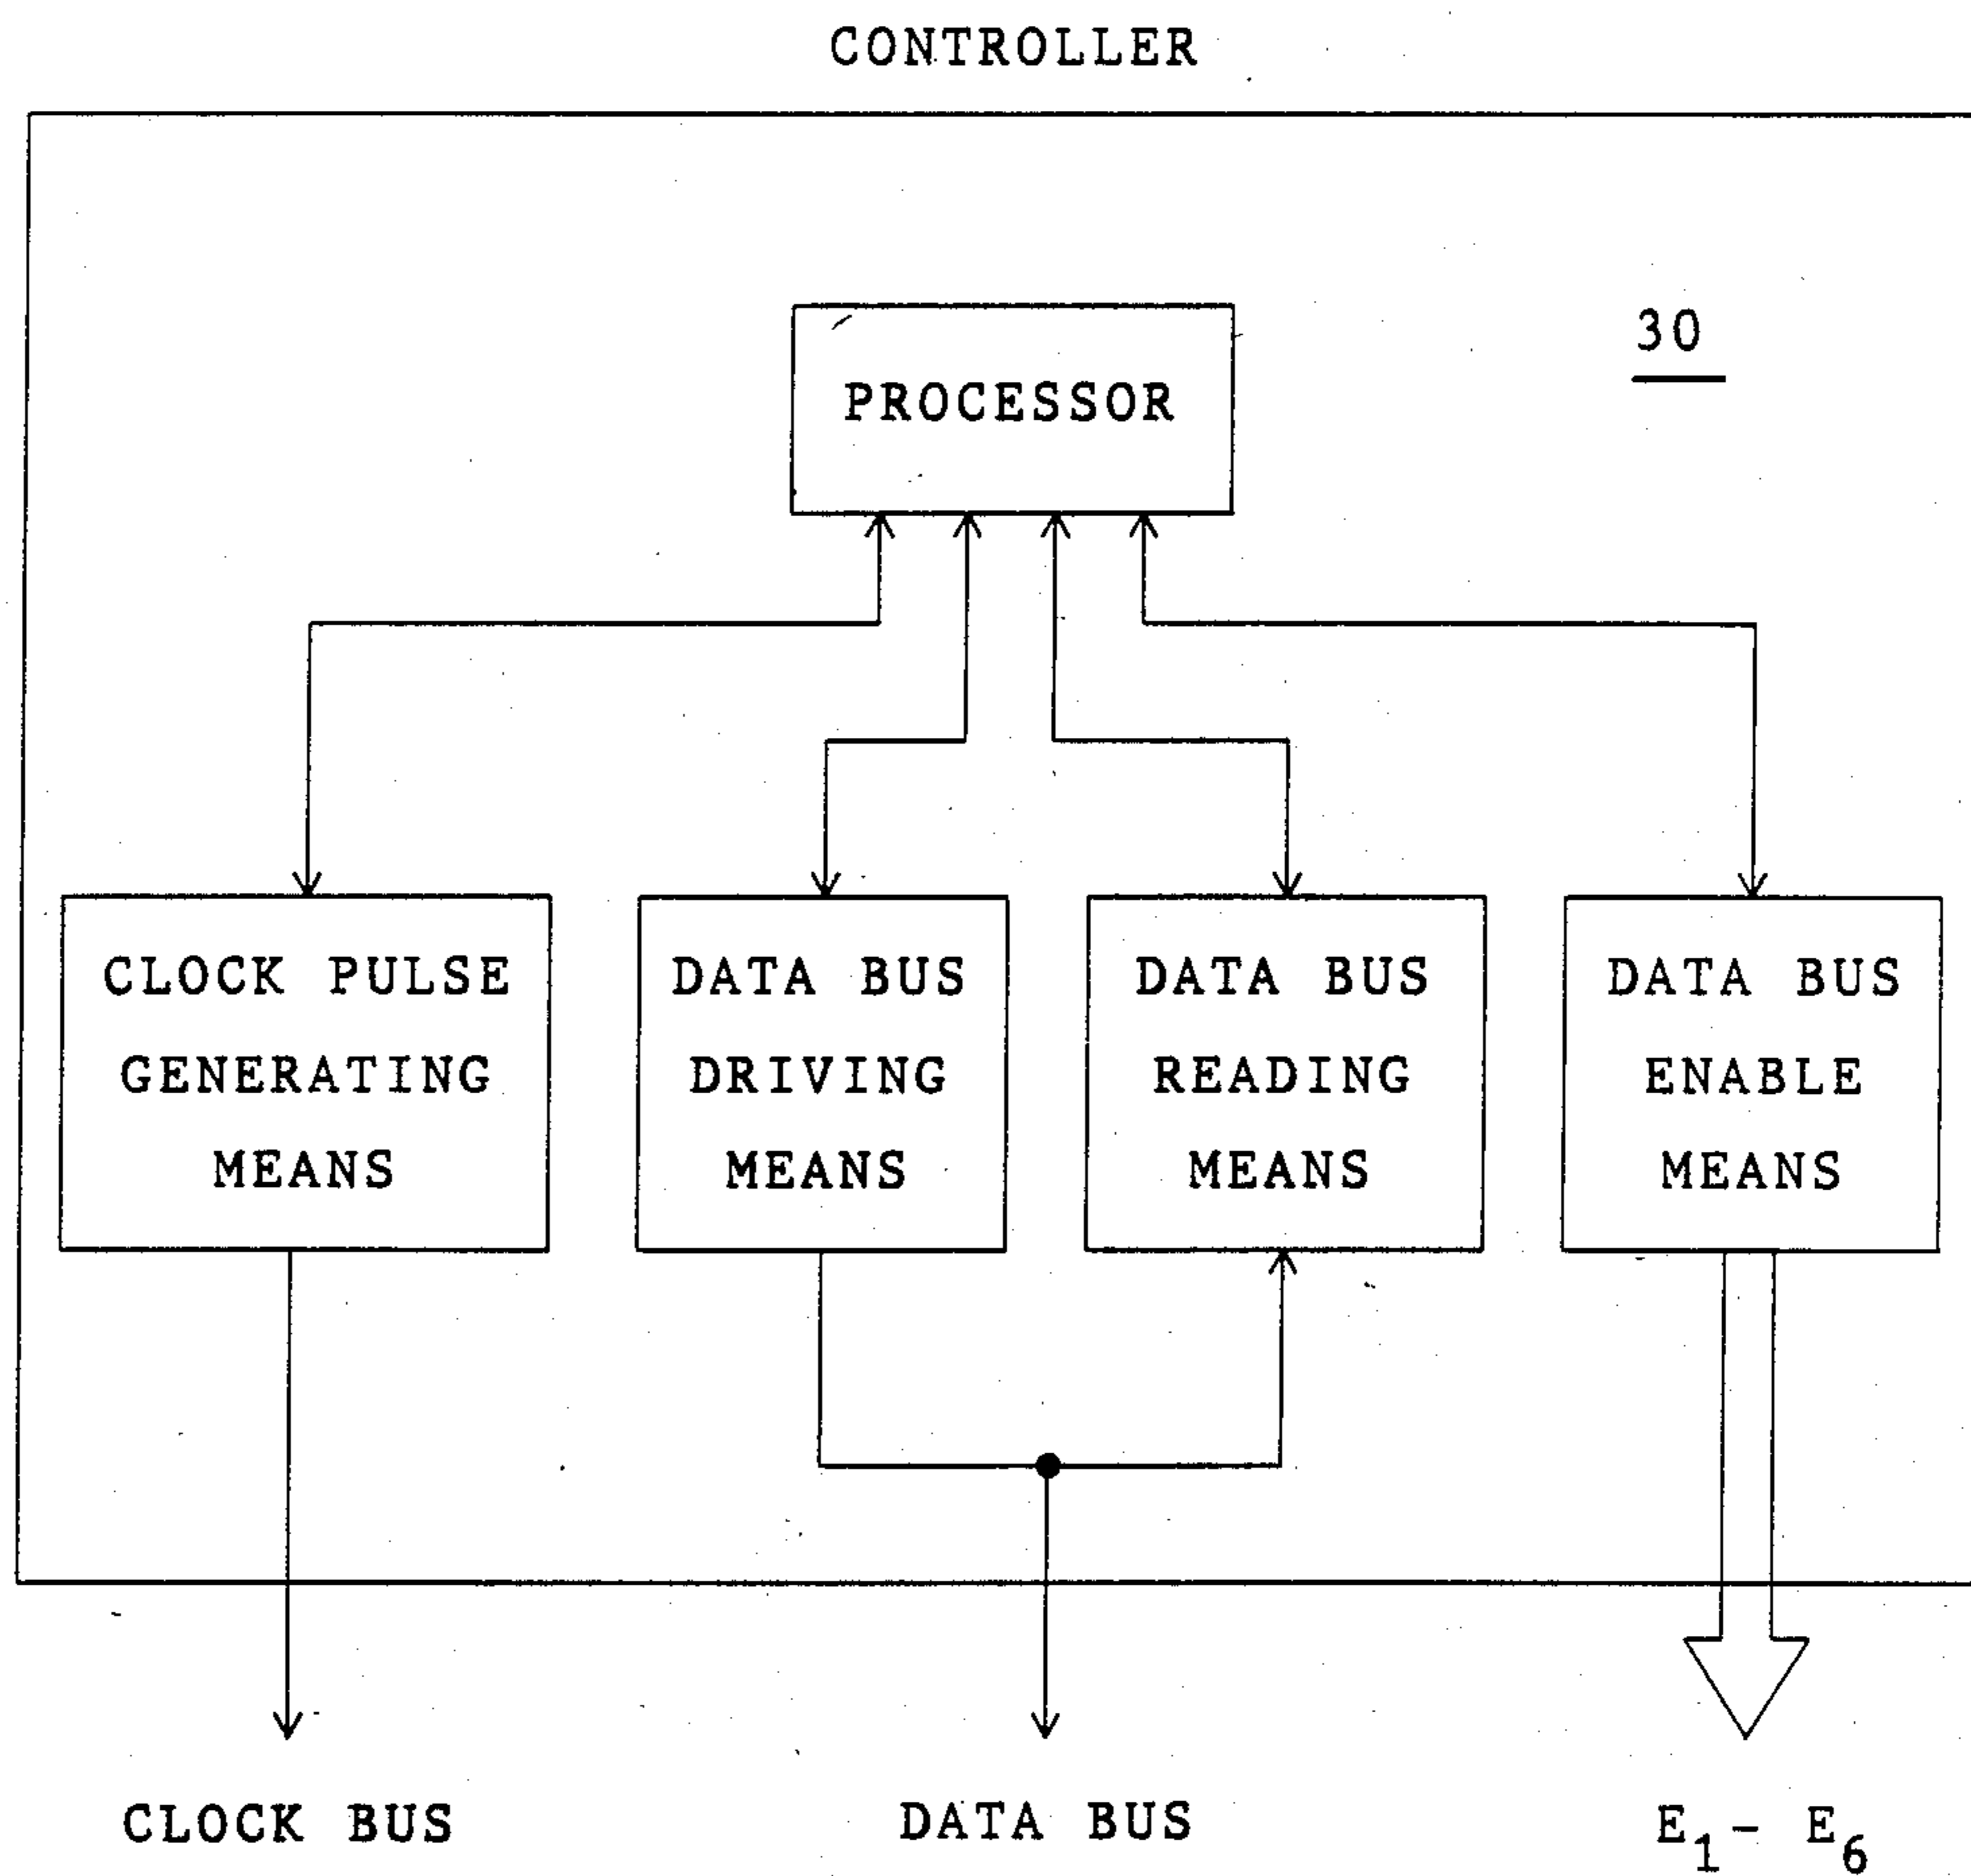 CONTROLLER
30
PROCESSOR
CLOCK PULSE
GENERATING
MEANS
DATA BUS
DRIVING
MEANS
DATA BUS
READING
MEANS
DATA BUS
ENABLE
MEANS
CLOCK BUS
DATA BUS
E1- E6